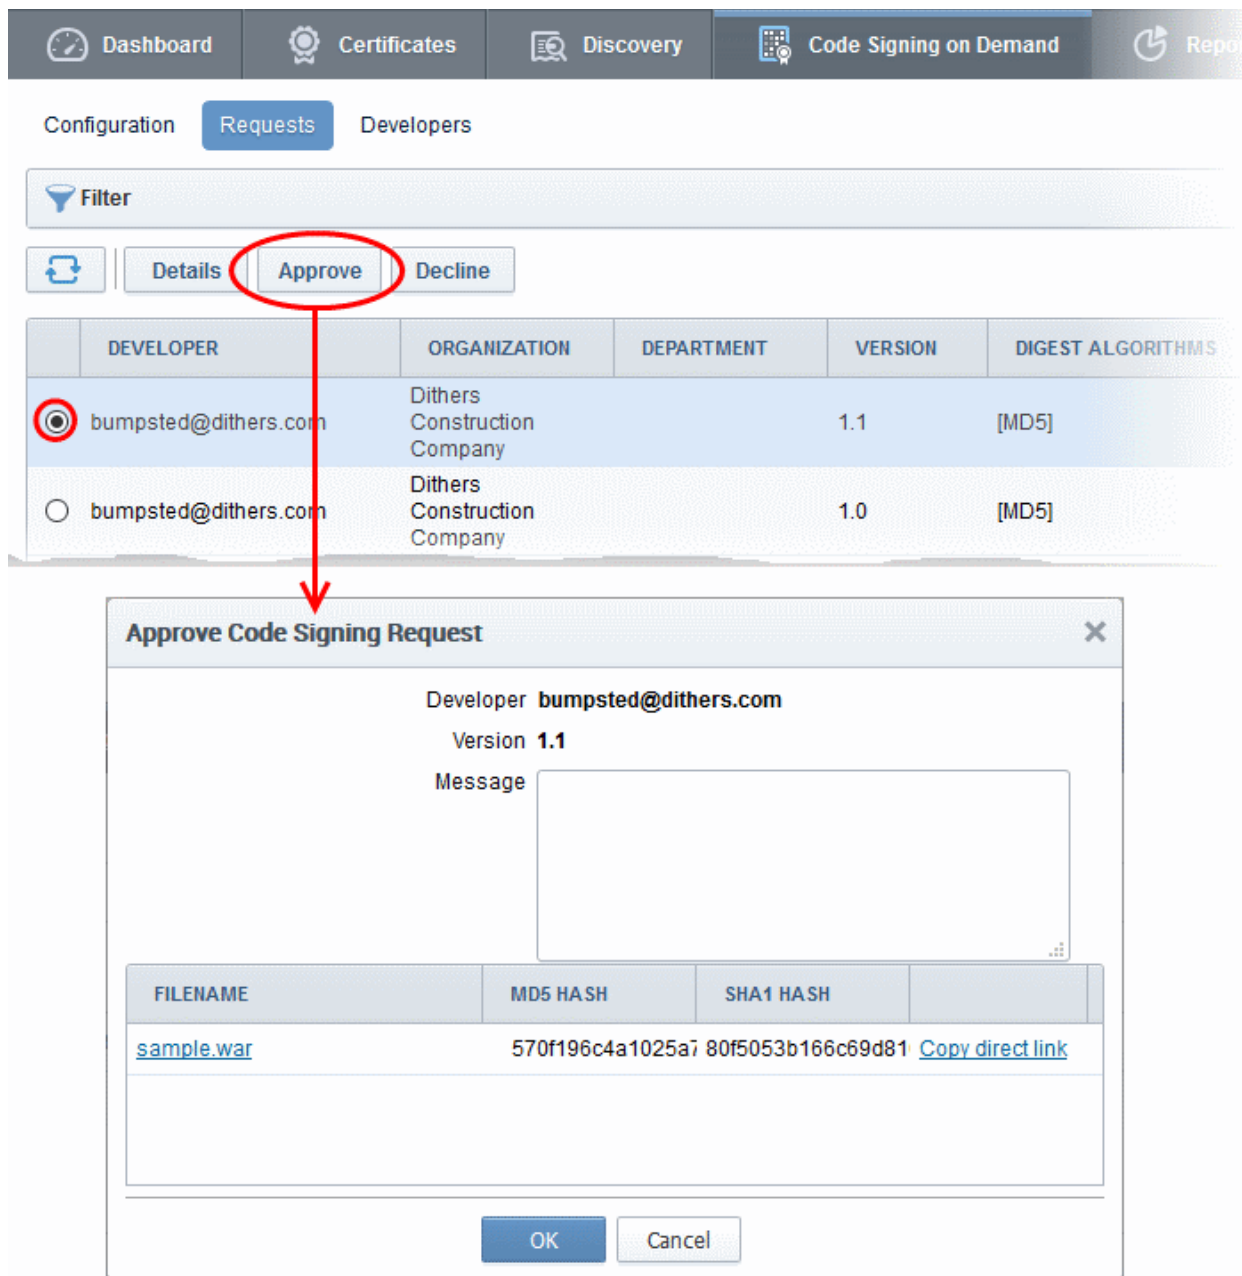 Dashboard Certificates Discovery Code Signing on Demand Repor
Configuration Requests Developers
Filter
Details Approve Decline
DEVELOPER ORGANIZATION DEPARTMENT VERSION DIGEST ALGORITHMS
Dithers
bumpsted@dithers.com Construction 1.1 [MD5]
Company
Dithers
bumpsted@dithers.com Construction 1.0 [MD5]
Company
Approve Code Signing Request
Developer bumpsted@dithers.com
Version 1.1
Message
FILENAME MD5 HASH SHA1 HASH
sample.war 570f196c4a1025a7 80f5053b166c69d81 Copy direct link
OK Cancel